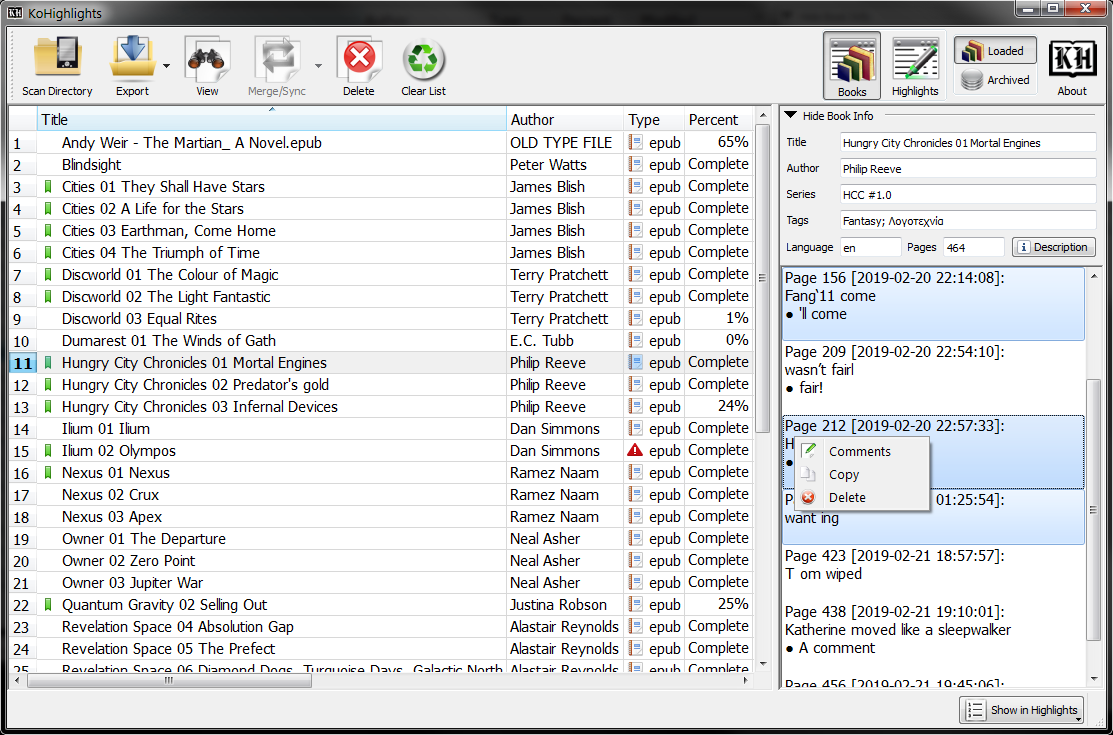 KH KoHighlights
Scan Directory Export View Merge/Sync Delete Clear List Books Highlights Loaded Archived KH About
Title Author Type Percent
1 Andy Weir - The Martian_ A Novel.epub OLD TYPE FILE epub 65%
2 Blindsight Peter Watts epub Complete
3 Cities 01 They Shall Have Stars James Blish epub Complete
4 Cities 02 A Life for the Stars James Blish epub Complete
5 Cities 03 Earthman, Come Home James Blish epub Complete
6 Cities 04 The Triumph of Time James Blish epub Complete
7 Discworld 01 The Colour of Magic Terry Pratchett epub Complete
8 Discworld 02 The Light Fantastic Terry Pratchett epub Complete
9 Discworld 03 Equal Rites Terry Pratchett epub 1%
10 Dumarest 01 The Winds of Gath E.C. Tubb epub 0%
11 Hungry City Chronicles 01 Mortal Engines Philip Reeve epub Complete
12 Hungry City Chronicles 02 Predator's gold Philip Reeve epub Complete
13 Hungry City Chronicles 03 Infernal Devices Philip Reeve epub 24%
14 Ilium 01 Ilium Dan Simmons epub Complete
15 Ilium 02 Olympos Dan Simmons epub Complete
16 Nexus 01 Nexus Ramez Naam epub Complete
17 Nexus 02 Crux Ramez Naam epub Complete
18 Nexus 03 Apex Ramez Naam epub Complete
19 Owner 01 The Departure Neal Asher epub Complete
20 Owner 02 Zero Point Neal Asher epub Complete
21 Owner 03 Jupiter War Neal Asher epub Complete
22 Quantum Gravity 02 Selling Out Justina Robson epub 25%
23 Revelation Space 04 Absolution Gap Alastair Reynolds epub Complete
24 Revelation Space 05 The Prefect Alastair Reynolds epub Complete
25 Revelation Space 06 Diamond Dogs, Turquoise Days, Galactic North Alastair Reynolds epub Complete
Hide Book Info
Title Hungry City Chronicles 01 Mortal Engines
Author Philip Reeve
Series HCC #1.0
Tags Fantasy; Λογοτεχνία
Language en Pages 464 Description
Page 156 [2019-02-20 22:14:08]:
Fang'11 come
● 'll come
Page 209 [2019-02-20 22:54:10]:
wasn't fairl
● fair!
Page 212 [2019-02-20 22:57:33]:
H
●
Comments
Copy
Delete
01:25:54]:
want ing
Page 423 [2019-02-21 18:57:57]:
T om wiped
Page 438 [2019-02-21 19:10:01]:
Katherine moved like a sleepwalker
● A comment
Page 456 [2019-02-21 19:45:06]:
Show in Highlights